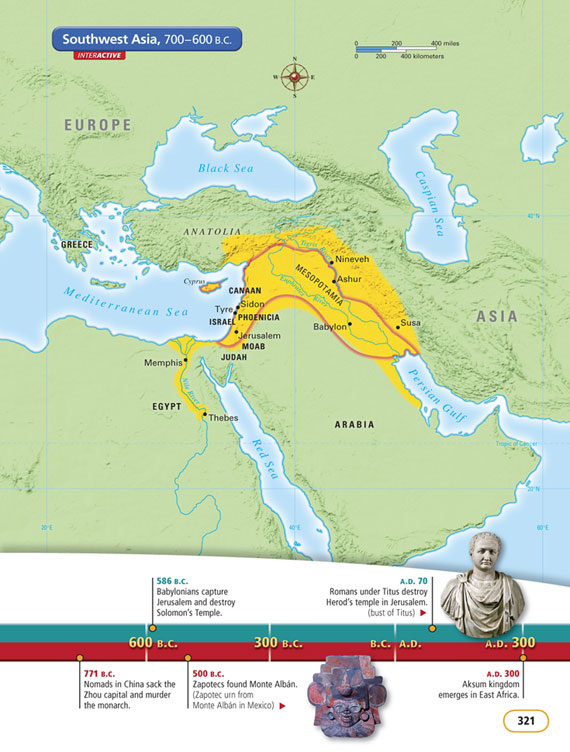 Southwest Asia, 700–600 B.C.
INTERACTIVE
0 200 400 miles
0 200 400 kilometers
N
W E
S
EUROPE
Black Sea
Caspian Sea
40°N
ANATOLIA
GREECE
Tigris River
Nineveh
MESOPOTAMIA
Ashur
Cyprus
Euphrates River
CANAAN
Mediterranean Sea
Sidon
Tyre
PHOENICIA
ISRAEL
ASIA
Babylon
Susa
Jerusalem
MOAB
JUDAH
Memphis
Persian Gulf
Nile River
EGYPT
Thebes
ARABIA
Red Sea
Tropic of Cancer
20°N
20°E
40°E
60°E
586 B.C.
Babylonians capture
Jerusalem and destroy
Solomon's Temple.
A.D. 70
Romans under Titus destroy
Herod's temple in Jerusalem.
(bust of Titus) ▶
600 B.C.
300 B.C.
B.C. A.D.
A.D. 300
771 B.C.
Nomads in China sack the
Zhou capital and murder
the monarch.
500 B.C.
Zapotecs found Monte Albán.
(Zapotec urn from
Monte Albán in Mexico) ▶
A.D. 300
Aksum kingdom
emerges in East Africa.
321